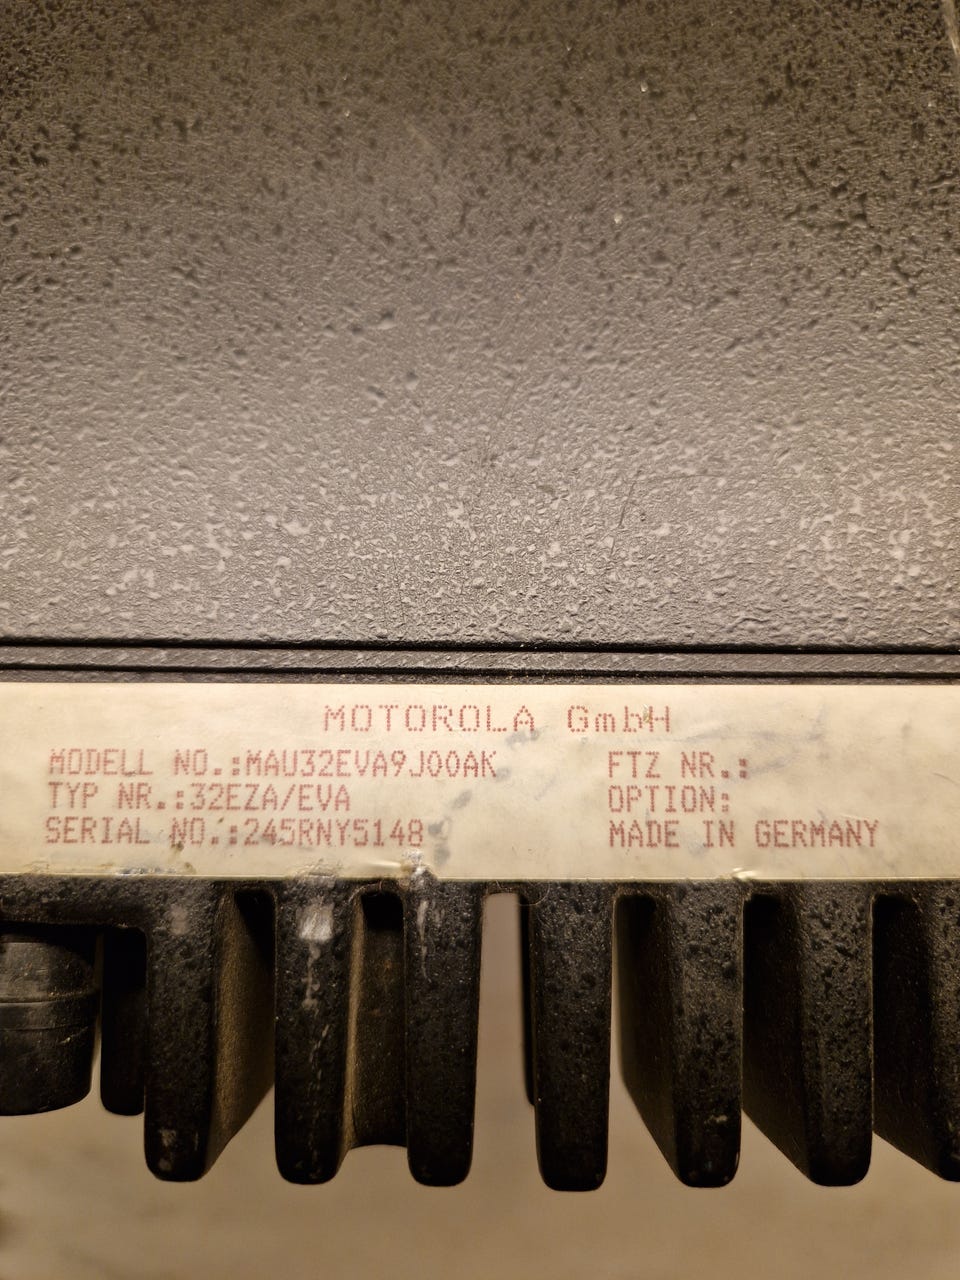 MOTOROLA GmbH
MODELL NO.:MAU32EVA9J00AK
TYP NR.:32EZA/EVA
SERIAL NO.:245RNY5148
FTZ NR.:
OPTION:
MADE IN GERMANY